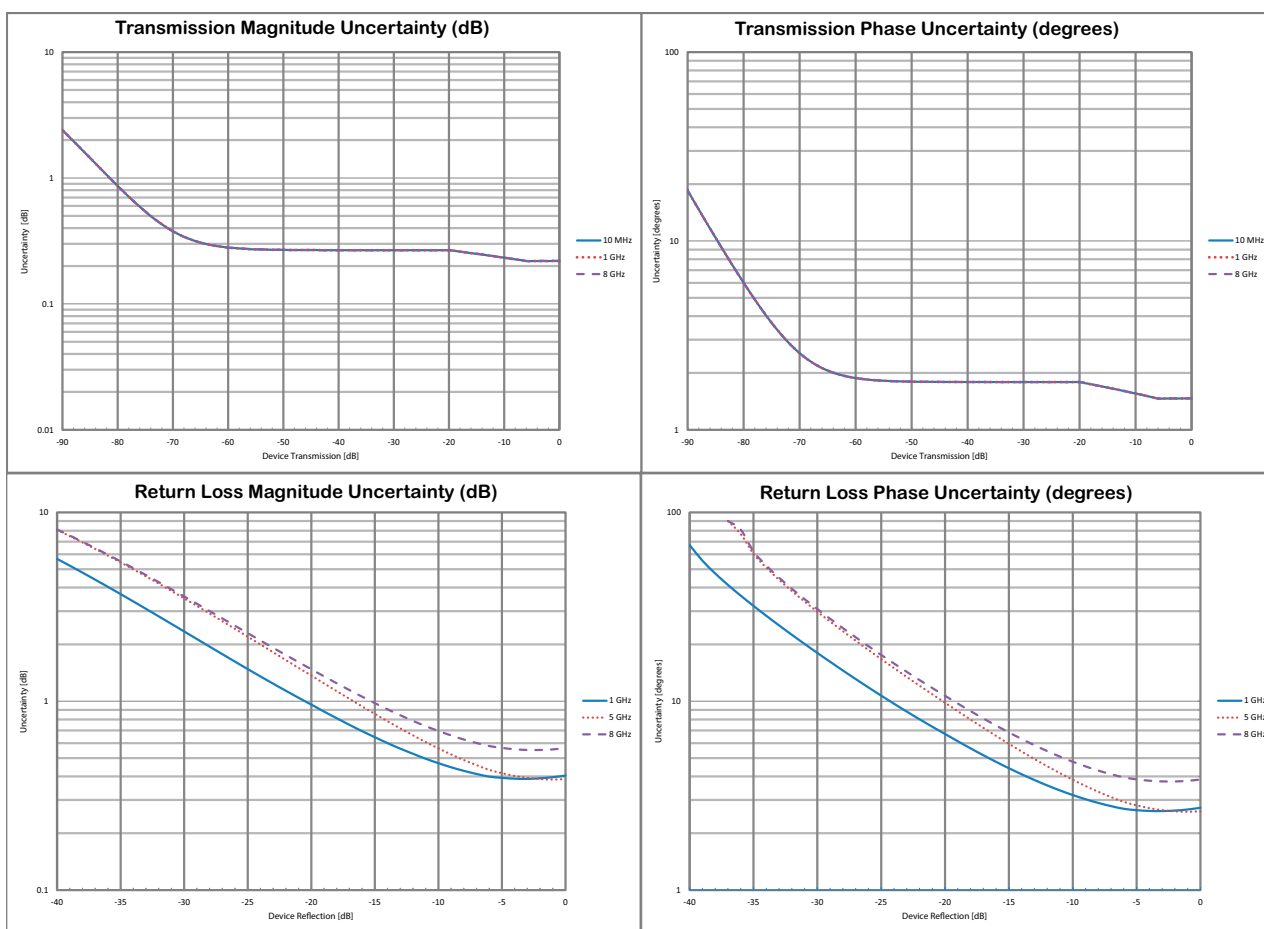 Transmission Magnitude Uncertainty (dB)
10
1
0.1
0.01
Uncertainty [dB]
-90 -80 -70 -60 -50 -40 -30 -20 -10 0
Device Transmission [dB]
10 MHz
1 GHz
8 GHz
Transmission Phase Uncertainty (degrees)
100
10
1
Uncertainty [degrees]
-90 -80 -70 -60 -50 -40 -30 -20 -10 0
Device Transmission [dB]
10 MHz
1 GHz
8 GHz
Return Loss Magnitude Uncertainty (dB)
10
1
0.1
Uncertainty [dB]
-40 -35 -30 -25 -20 -15 -10 -5 0
Device Reflection [dB]
1 GHz
5 GHz
8 GHz
Return Loss Phase Uncertainty (degrees)
100
10
1
Uncertainty [degrees]
-40 -35 -30 -25 -20 -15 -10 -5 0
Device Reflection [dB]
1 GHz
5 GHz
8 GHz